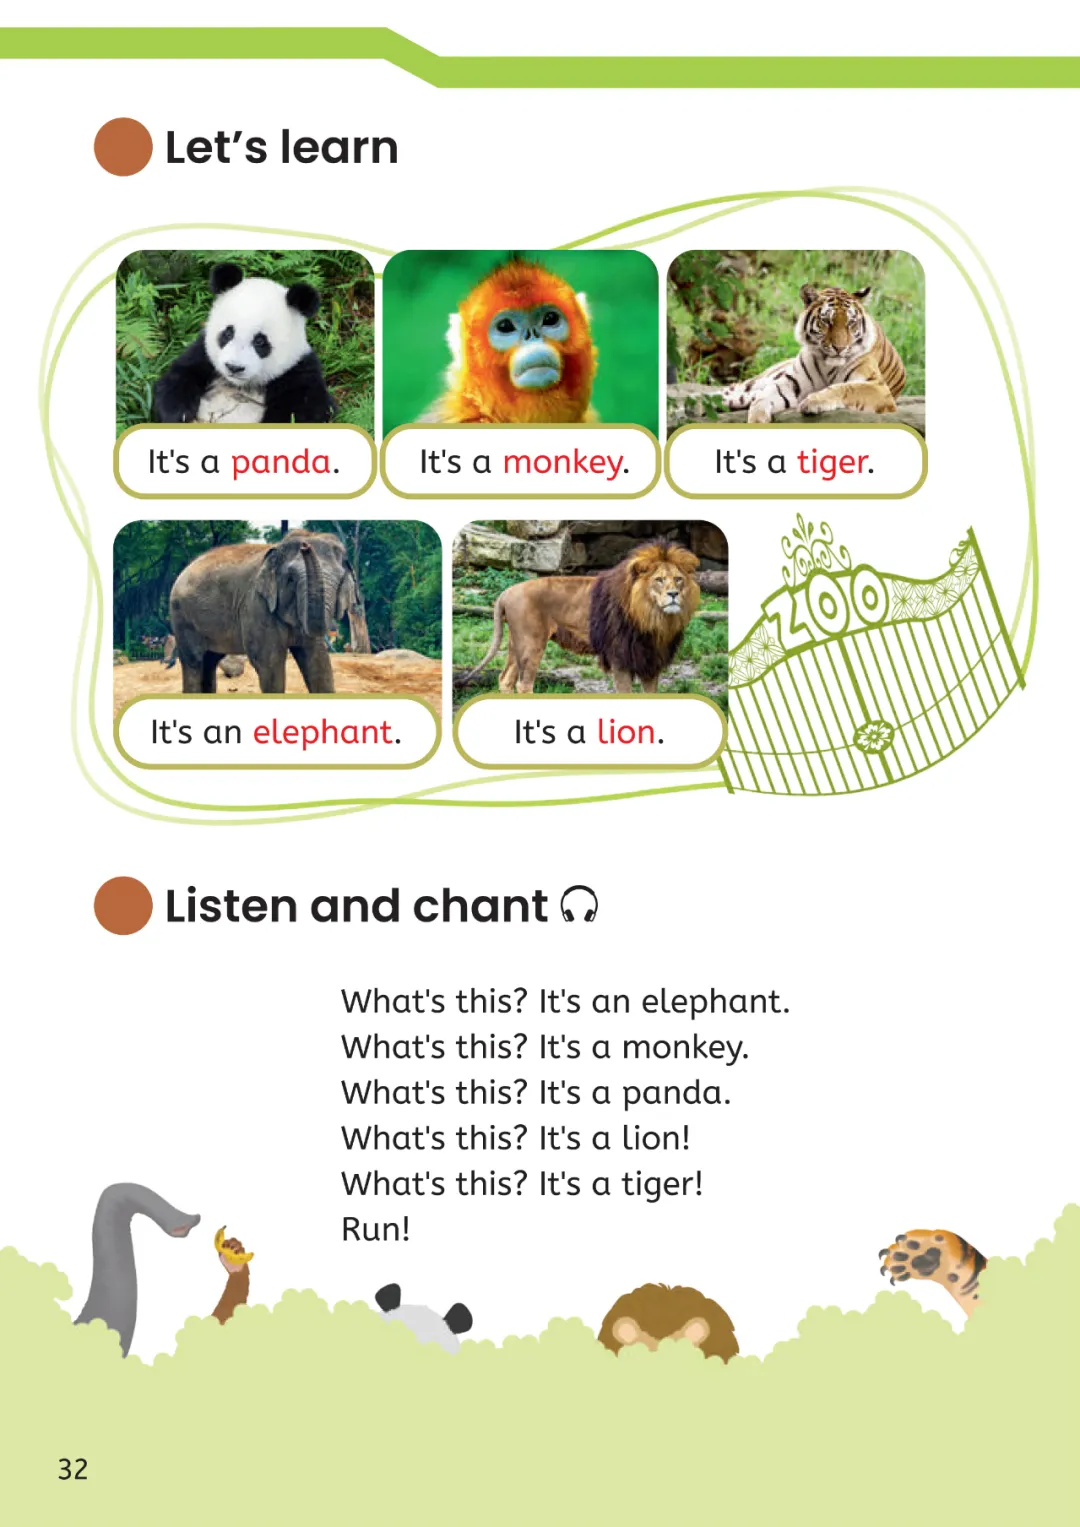 Let’s learn
It's a panda.
It's a monkey.
It's a tiger.
It's an elephant.
It's a lion.
ZOO
Listen and chant
What's this? It's an elephant.
What's this? It's a monkey.
What's this? It's a panda.
What's this? It's a lion!
What's this? It's a tiger!
Run!
32